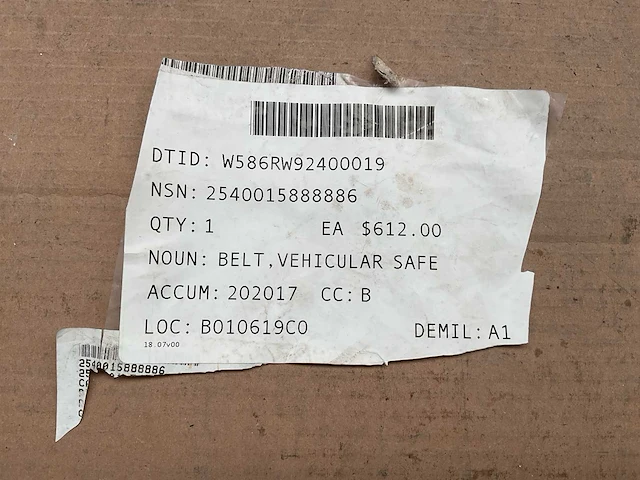 DTID: W586RW92400019
NSN: 2540015888886
QTY: 1 EA $612.00
NOUN: BELT,VEHICULAR SAFE
ACCUM: 202017 CC: B
LOC: B010619C0 DEMIL: A1
18.07v00
2540015888886